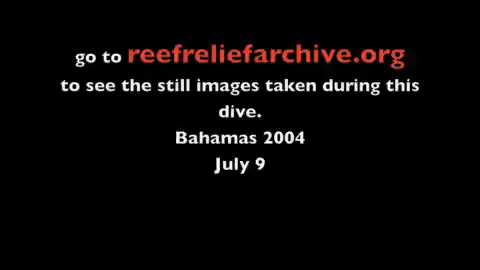 go to reefreliefarchive.org
to see the still images taken during this
dive.
Bahamas 2004
July 9